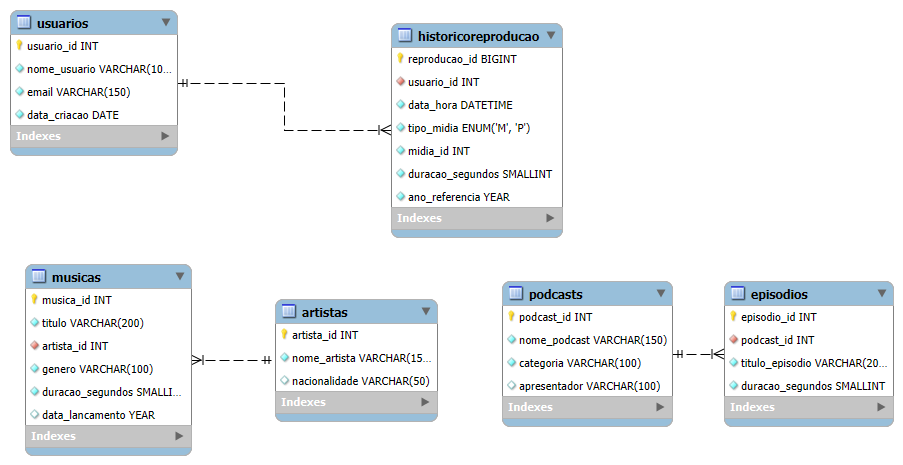 usuarios
usuario_id INT
nome_usuario VARCHAR(10...
email VARCHAR(150)
data_criacao DATE
Indexes
historicoreproducao
reproducao_id BIGINT
usuario_id INT
data_hora DATETIME
tipo_midia ENUM('M', 'P')
midia_id INT
duracao_segundos SMALLINT
ano_referencia YEAR
Indexes
musicas
musica_id INT
titulo VARCHAR(200)
artista_id INT
genero VARCHAR(100)
duracao_segundos SMALLI...
data_lancamento YEAR
Indexes
artistas
artista_id INT
nome_artista VARCHAR(15...
nacionalidade VARCHAR(50)
Indexes
podcasts
podcast_id INT
nome_podcast VARCHAR(150)
categoria VARCHAR(100)
apresentador VARCHAR(100)
Indexes
episodios
episodio_id INT
podcast_id INT
titulo_episodio VARCHAR(20...
duracao_segundos SMALLINT
Indexes